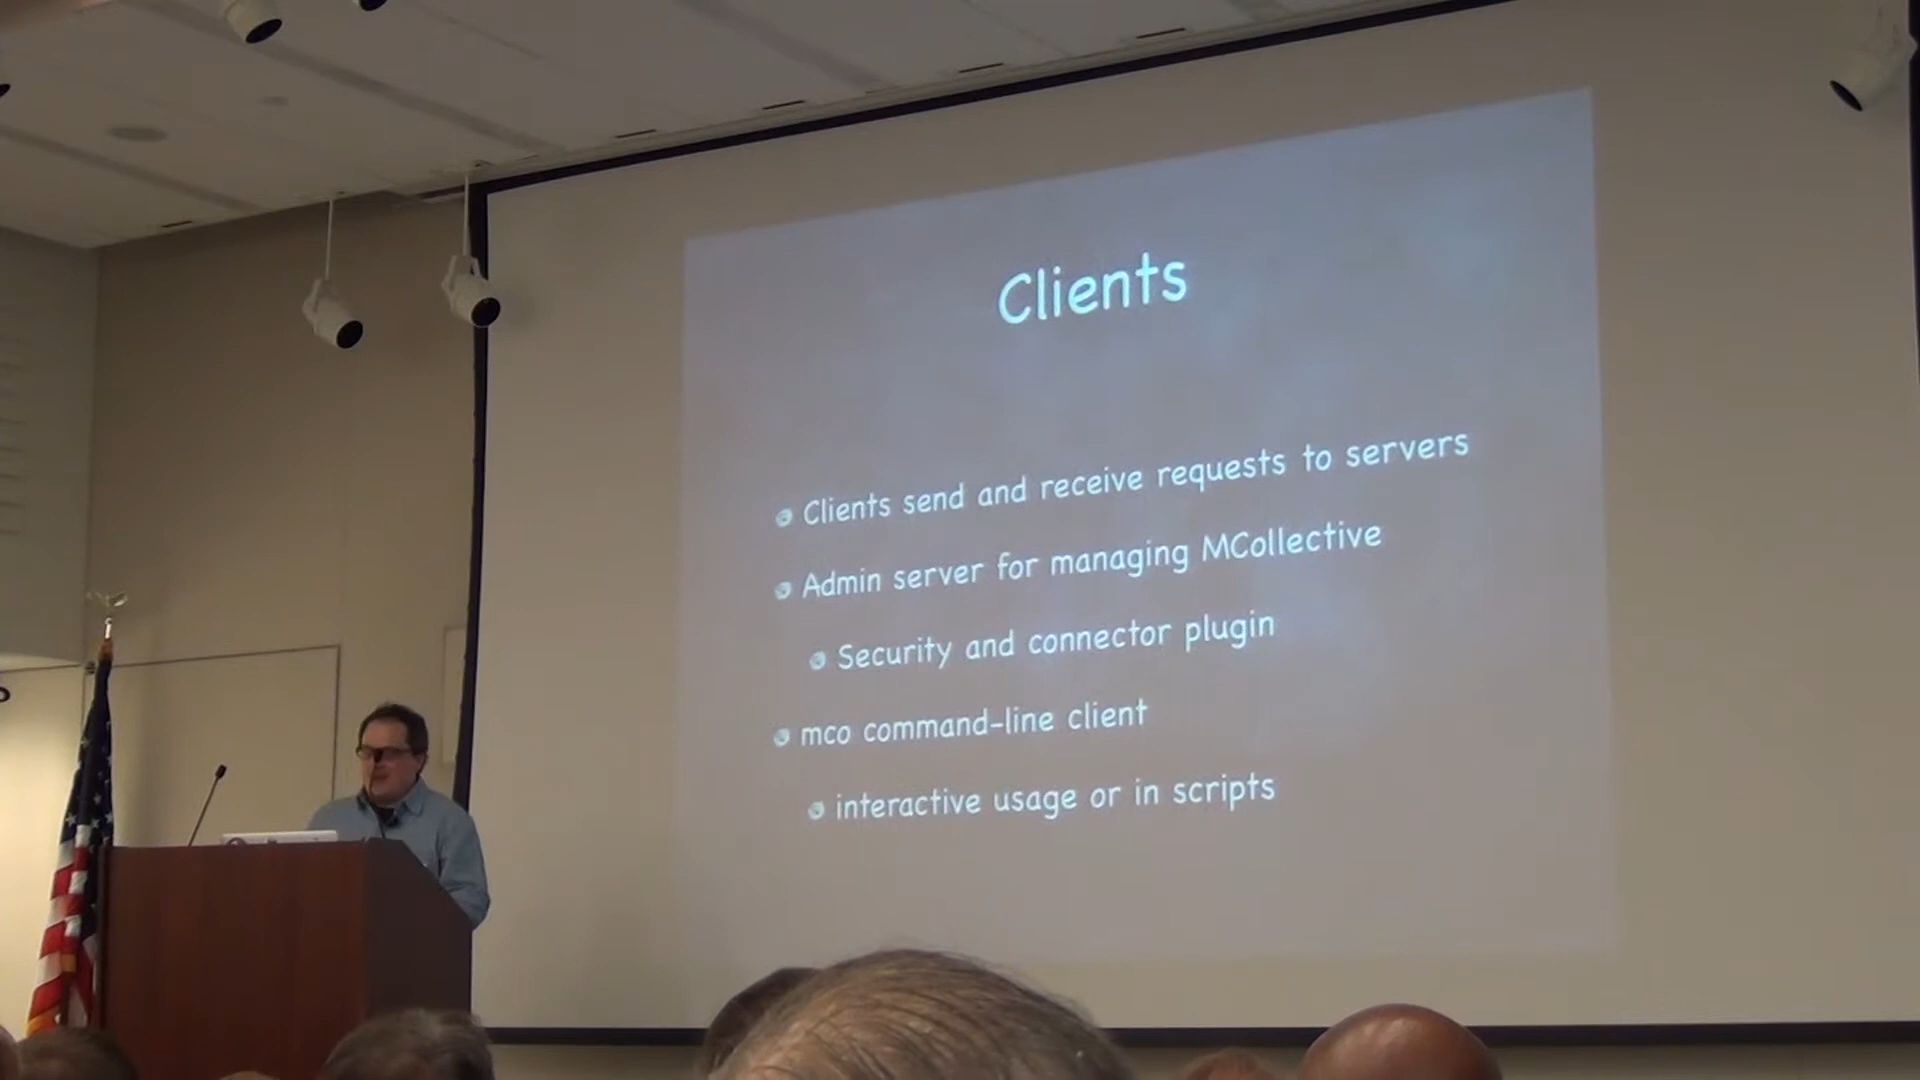 Clients
Clients send and receive requests to servers
Admin server for managing MCollective
Security and connector plugin
mco command-line client
interactive usage or in scripts